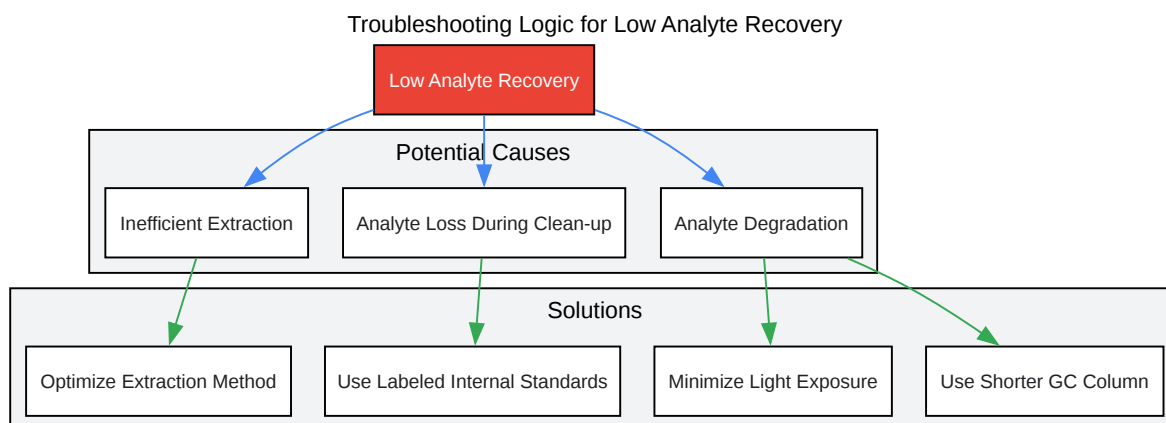 Troubleshooting Logic for Low Analyte Recovery
Low Analyte Recovery
Potential Causes
Inefficient Extraction
Analyte Loss During Clean-up
Analyte Degradation
Solutions
Optimize Extraction Method
Use Labeled Internal Standards
Minimize Light Exposure
Use Shorter GC Column